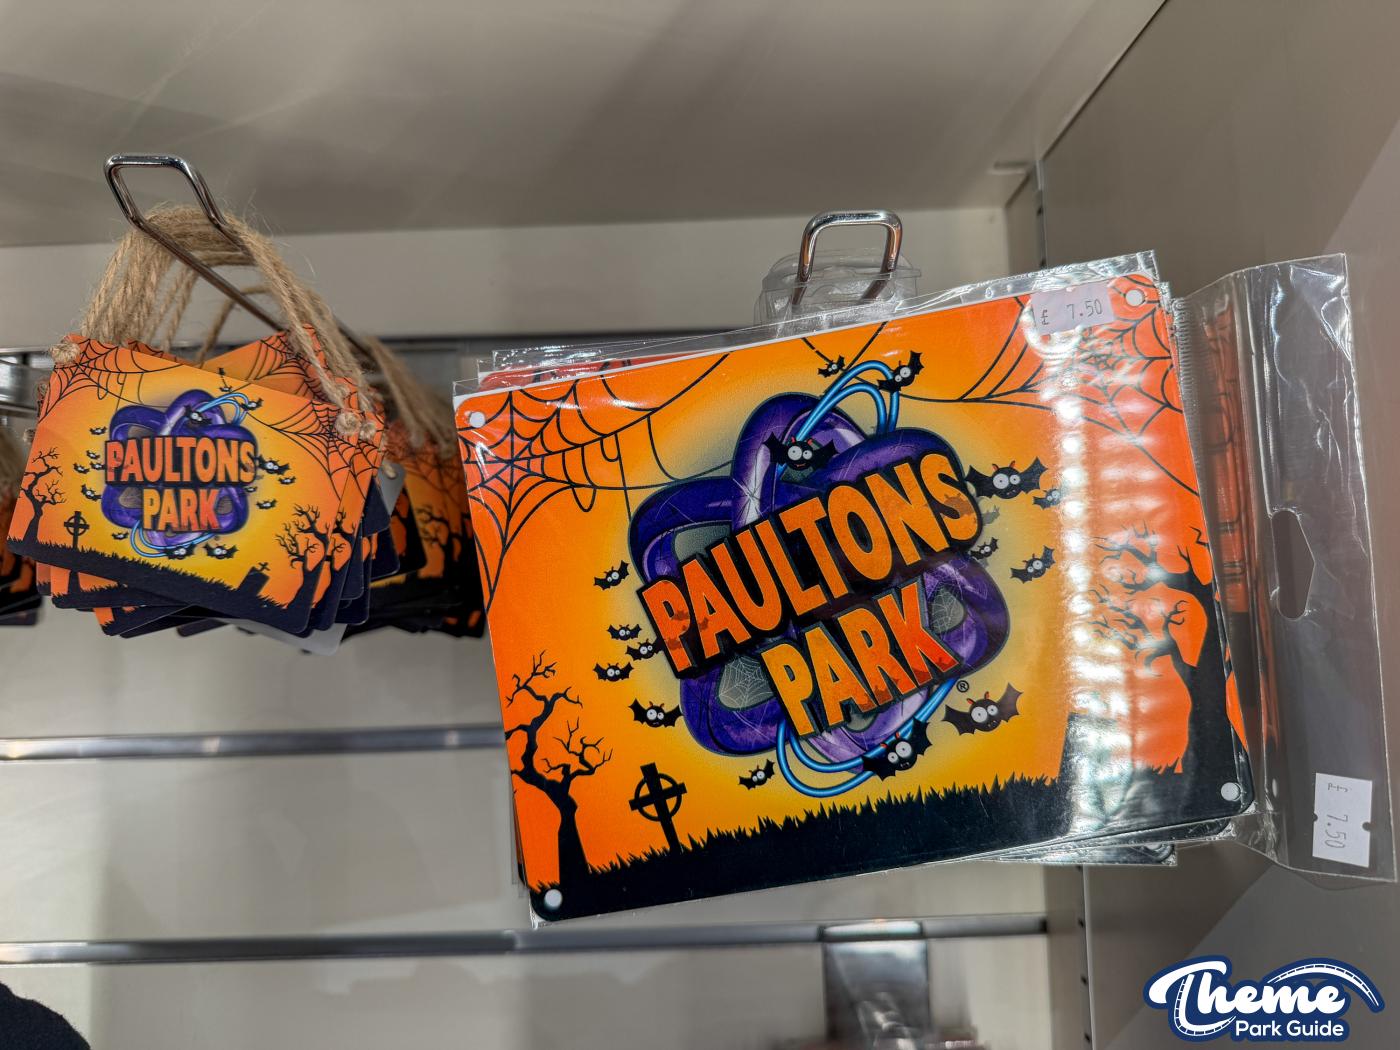 PAULTONS
PARK
£ 7.50
PAULTONS
PARK
®
£ 7.50
Theme
Park Guide